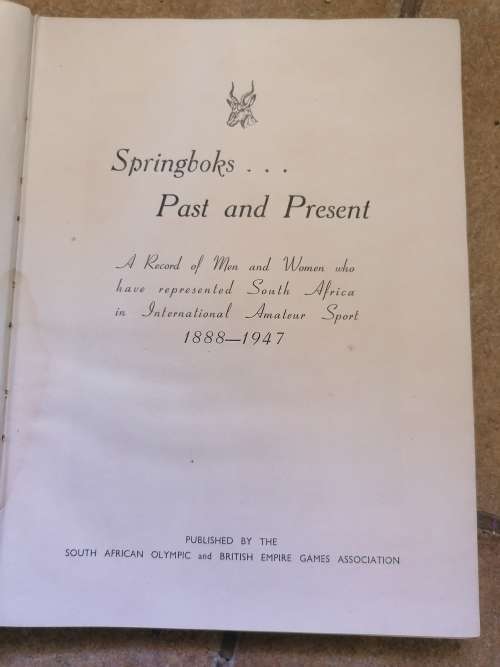 Springboks . . .
Past and Present
A Record of Men and Women who
have represented South Africa
in International Amateur Sport
1888—1947
PUBLISHED BY THE
SOUTH AFRICAN OLYMPIC and BRITISH EMPIRE GAMES ASSOCIATION